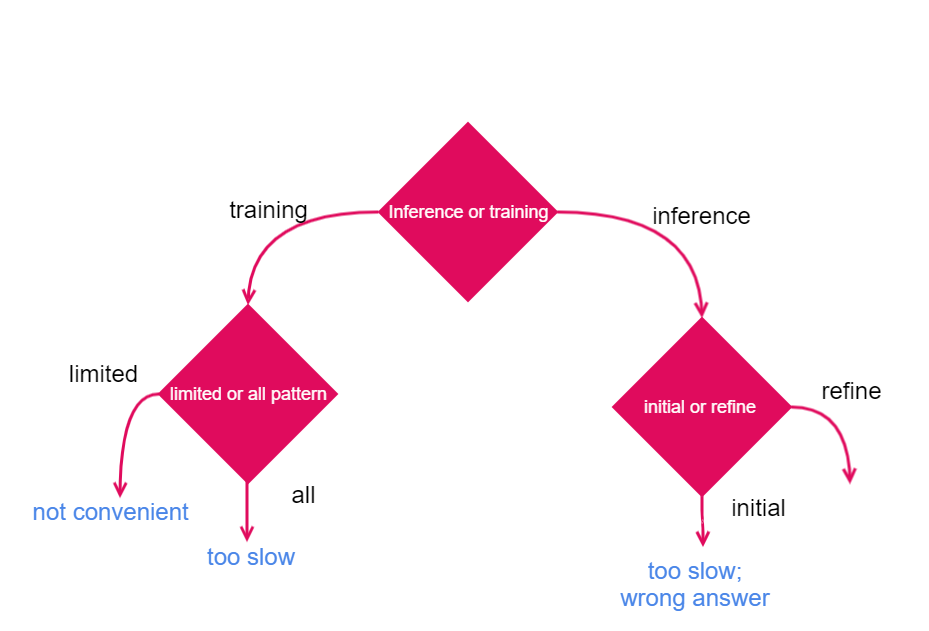 training
Inference or training
inference
limited
limited or all pattern
initial or refine
refine
all
initial
not convenient
too slow
too slow;
wrong answer